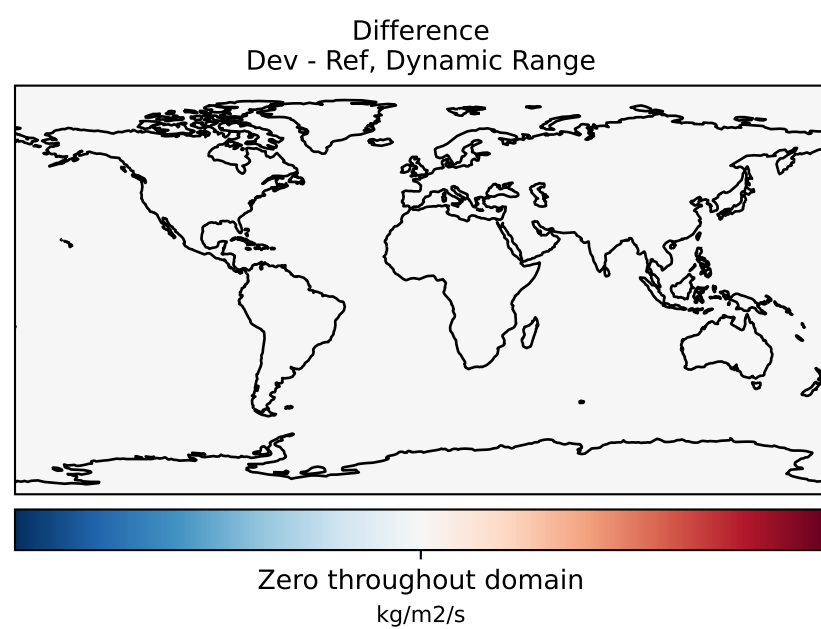 Difference
Dev - Ref, Dynamic Range
Zero throughout domain
kg/m2/s